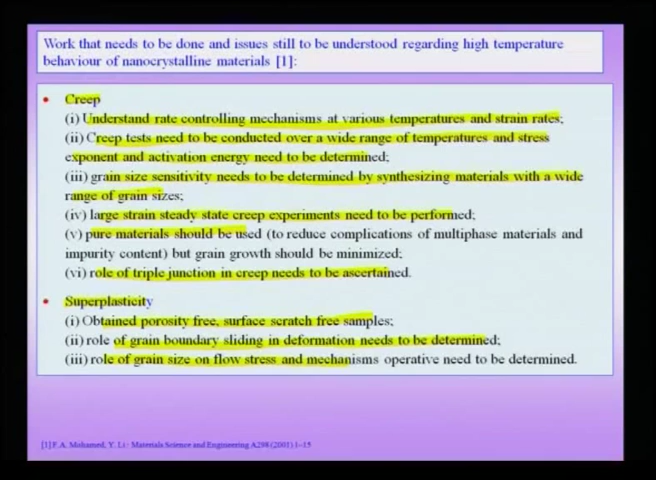 Work that needs to be done and issues still to be understood regarding high temperature
behaviour of nanocrystalline materials [1]:
• Creep
(i) Understand rate controlling mechanisms at various temperatures and strain rates;
(ii) Creep tests need to be conducted over a wide range of temperatures and stress
exponent and activation energy need to be determined;
(iii) grain size sensitivity needs to be determined by synthesizing materials with a wide
range of grain sizes;
(iv) large strain steady state creep experiments need to be performed;
(v) pure materials should be used (to reduce complications of multiphase materials and
impurity content) but grain growth should be minimized;
(vi) role of triple junction in creep needs to be ascertained.
• Superplasticity
(i) Obtained porosity free, surface scratch free samples;
(ii) role of grain boundary sliding in deformation needs to be determined;
(iii) role of grain size on flow stress and mechanisms operative need to be determined.
[1] F. A. Mohamed, Y. Li : Materials Science and Engineering A298 (2001) 1–15